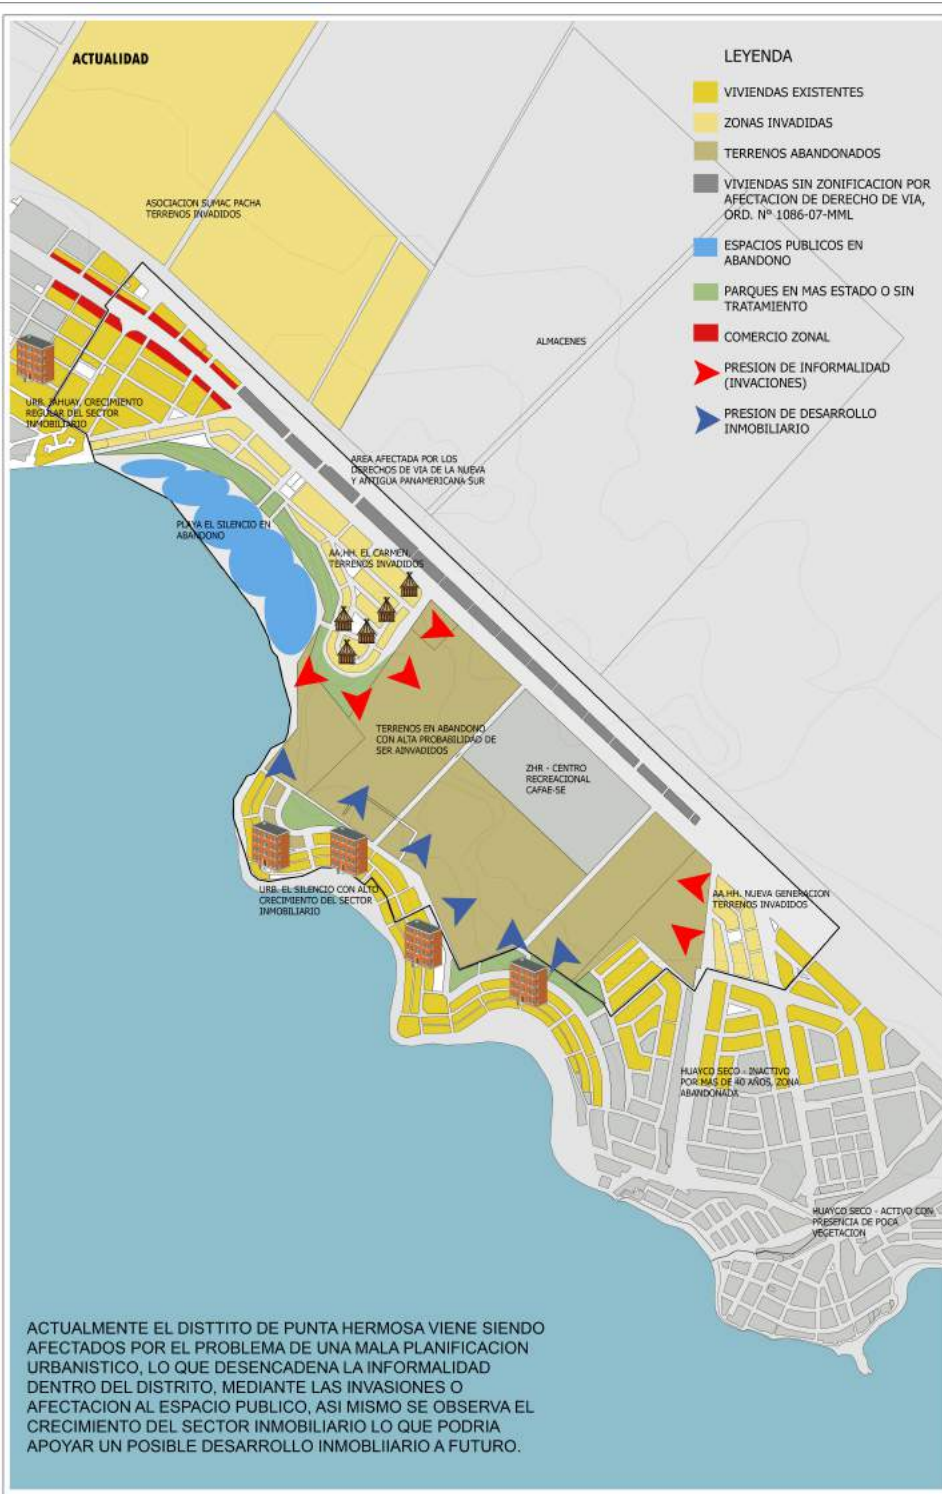 ACTUALIDAD
LEYENDA
VIVIENDAS EXISTENTES
ZONAS INVADIDAS
TERRENOS ABANDONADOS
VIVIENDAS SIN ZONIFICACION POR
AFECTACION DE DERECHO DE VIA,
ORD. Nº 1086-07-MML
ESPACIOS PUBLICOS EN
ABANDONO
PARQUES EN MAS ESTADO O SIN
TRATAMIENTO
COMERCIO ZONAL
PRESION DE INFORMALIDAD
(INVACIONES)
PRESION DE DESARROLLO
INMOBILIARIO
ASOCIACION SUMAC PACHA
TERRENOS INVADIDOS
ALMACENES
URB. JAHUAY, CRECIMIENTO
REGULAR DEL SECTOR
INMOBILIARIO
AREA AFECTADA POR LOS
DERECHOS DE VIA DE LA NUEVA
Y ANTIGUA PANAMERICANA SUR
PLAYA EL SILENCIO EN
ABANDONO
AA.HH. EL CARMEN,
TERRENOS INVADIDOS
TERRENOS EN ABANDONO
CON ALTA PROBABILIDAD DE
SER AINVADIDOS
ZHR - CENTRO
RECREACIONAL
CAFAE-SE
URB. EL SILENCIO CON ALTO
CRECIMIENTO DEL SECTOR
INMOBILIARIO
AA.HH. NUEVA GENERACION
TERRENOS INVADIDOS
HUAYCO SECO - INACTIVO
POR MAS DE 40 AÑOS, ZONA
ABANDONADA
HUAYCO SECO - ACTIVO CON
PRESENCIA DE POCA
VEGETACION
ACTUALMENTE EL DISTTITO DE PUNTA HERMOSA VIENE SIENDO
AFECTADOS POR EL PROBLEMA DE UNA MALA PLANIFICACION
URBANISTICO, LO QUE DESENCADENA LA INFORMALIDAD
DENTRO DEL DISTRITO, MEDIANTE LAS INVASIONES O
AFECTACION AL ESPACIO PUBLICO, ASI MISMO SE OBSERVA EL
CRECIMIENTO DEL SECTOR INMOBILIARIO LO QUE PODRIA
APOYAR UN POSIBLE DESARROLLO INMOBLIIARIO A FUTURO.